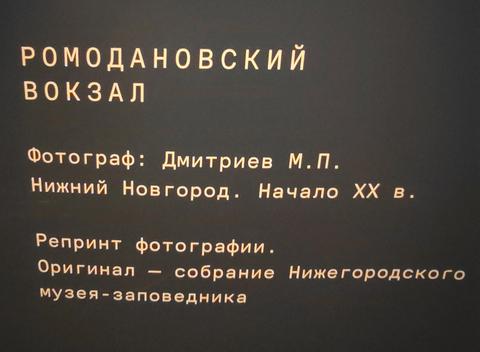 РОМОДАНОВСКИЙ
ВОКЗАЛ
Фотограф: Дмитриев М.П.
Нижний Новгород. Начало XX в.
Репринт фотографии.
Оригинал — собрание Нижегородского
музея-заповедника